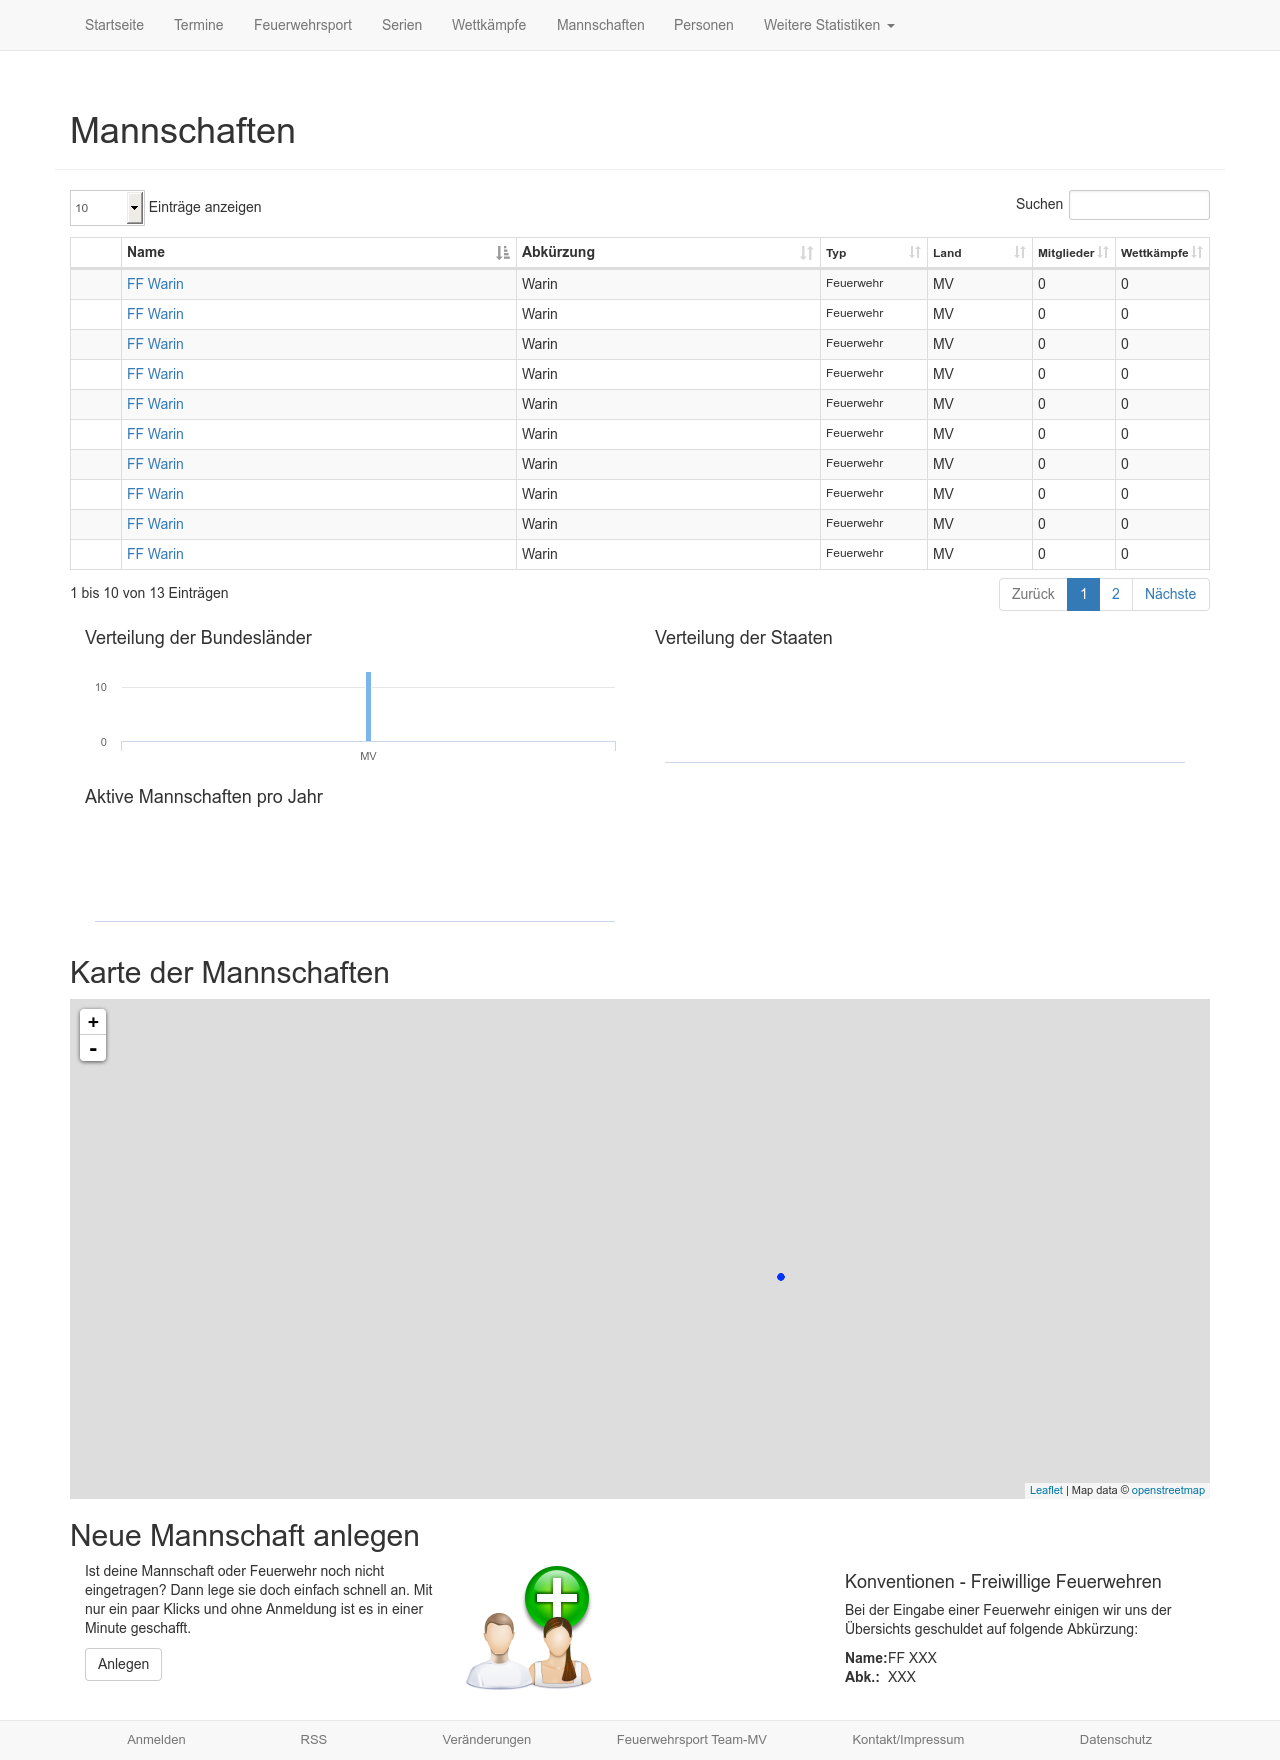 Startseite Termine Feuerwehrsport Serien Wettkämpfe Mannschaften Personen Weitere Statistiken
Mannschaften
10 Einträge anzeigen Suchen
Name Abkürzung Typ Land Mitglieder Wettkämpfe
FF Warin Warin Feuerwehr MV 0 0
FF Warin Warin Feuerwehr MV 0 0
FF Warin Warin Feuerwehr MV 0 0
FF Warin Warin Feuerwehr MV 0 0
FF Warin Warin Feuerwehr MV 0 0
FF Warin Warin Feuerwehr MV 0 0
FF Warin Warin Feuerwehr MV 0 0
FF Warin Warin Feuerwehr MV 0 0
FF Warin Warin Feuerwehr MV 0 0
FF Warin Warin Feuerwehr MV 0 0
1 bis 10 von 13 Einträgen Zurück 1 2 Nächste
Verteilung der Bundesländer
10
0
MV
Verteilung der Staaten
Aktive Mannschaften pro Jahr
Karte der Mannschaften
+
-
Leaflet | Map data © openstreetmap
Neue Mannschaft anlegen
Ist deine Mannschaft oder Feuerwehr noch nicht
eingetragen? Dann lege sie doch einfach schnell an. Mit
nur ein paar Klicks und ohne Anmeldung ist es in einer
Minute geschafft.
Anlegen
Konventionen - Freiwillige Feuerwehren
Bei der Eingabe einer Feuerwehr einigen wir uns der
Übersichts geschuldet auf folgende Abkürzung:
Name: FF XXX
Abk.: XXX
Anmelden RSS Veränderungen Feuerwehrsport Team-MV Kontakt/Impressum Datenschutz